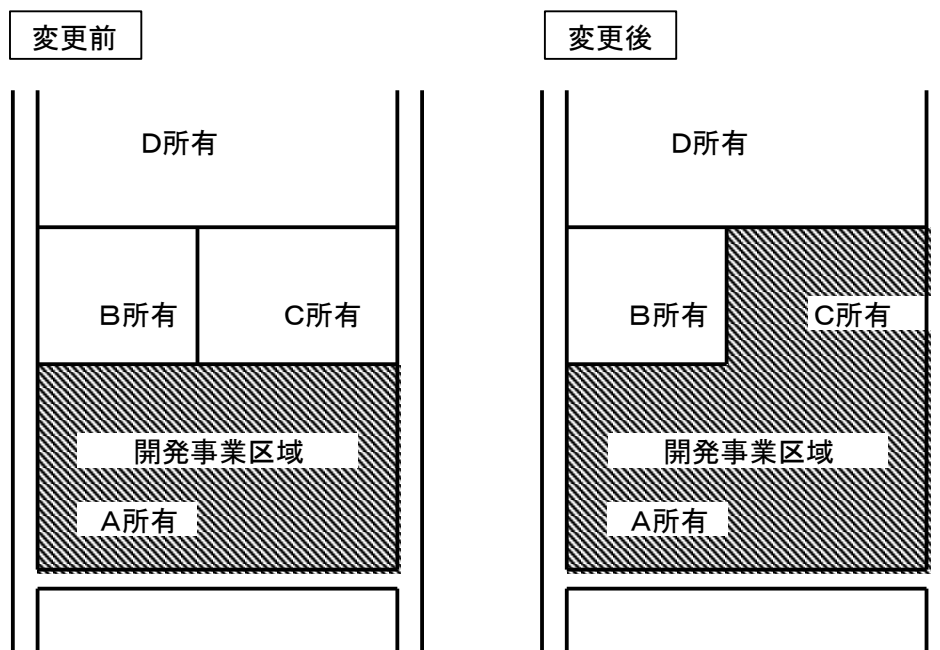 変更前
D所有
B所有
C所有
開発事業区域
A所有
変更後
D所有
B所有
C所有
開発事業区域
A所有